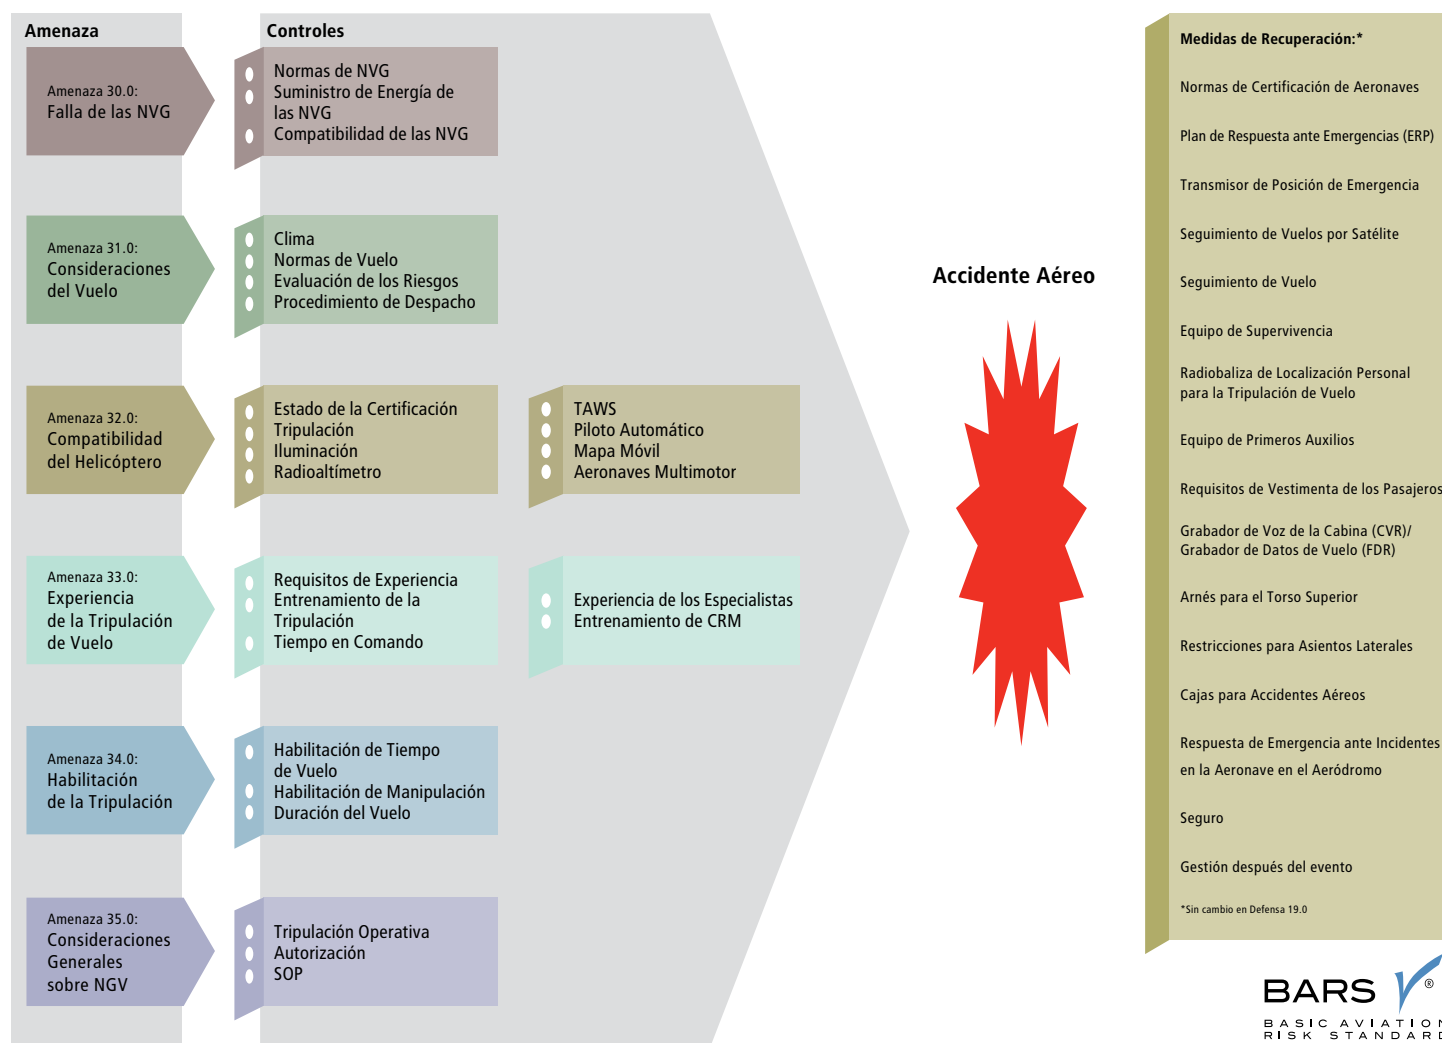 Amenaza
Controles
Amenaza 30.0:
Falla de las NVG
Normas de NVG
Suministro de Energía de
las NVG
Compatibilidad de las NVG
Amenaza 31.0:
Consideraciones
del Vuelo
Clima
Normas de Vuelo
Evaluación de los Riesgos
Procedimiento de Despacho
Amenaza 32.0:
Compatibilidad
del Helicóptero
Estado de la Certificación
Tripulación
Iluminación
Radioaltímetro
TAWS
Piloto Automático
Mapa Móvil
Aeronaves Multimotor
Amenaza 33.0:
Experiencia
de la Tripulación
de Vuelo
Requisitos de Experiencia
Entrenamiento de la
Tripulación
Tiempo en Comando
Experiencia de los Especialistas
Entrenamiento de CRM
Amenaza 34.0:
Habilitación
de la Tripulación
Habilitación de Tiempo
de Vuelo
Habilitación de Manipulación
Duración del Vuelo
Amenaza 35.0:
Consideraciones
Generales
sobre NGV
Tripulación Operativa
Autorización
SOP
Accidente Aéreo
Medidas de Recuperación:*
Normas de Certificación de Aeronaves
Plan de Respuesta ante Emergencias (ERP)
Transmisor de Posición de Emergencia
Seguimiento de Vuelos por Satélite
Seguimiento de Vuelo
Equipo de Supervivencia
Radiobaliza de Localización Personal
para la Tripulación de Vuelo
Equipo de Primeros Auxilios
Requisitos de Vestimenta de los Pasajeros
Grabador de Voz de la Cabina (CVR)/
Grabador de Datos de Vuelo (FDR)
Arnés para el Torso Superior
Restricciones para Asientos Laterales
Cajas para Accidentes Aéreos
Respuesta de Emergencia ante Incidentes
en la Aeronave en el Aeródromo
Seguro
Gestión después del evento
*Sin cambio en Defensa 19.0
BARS ®
BASIC AVIATION
RISK STANDARD